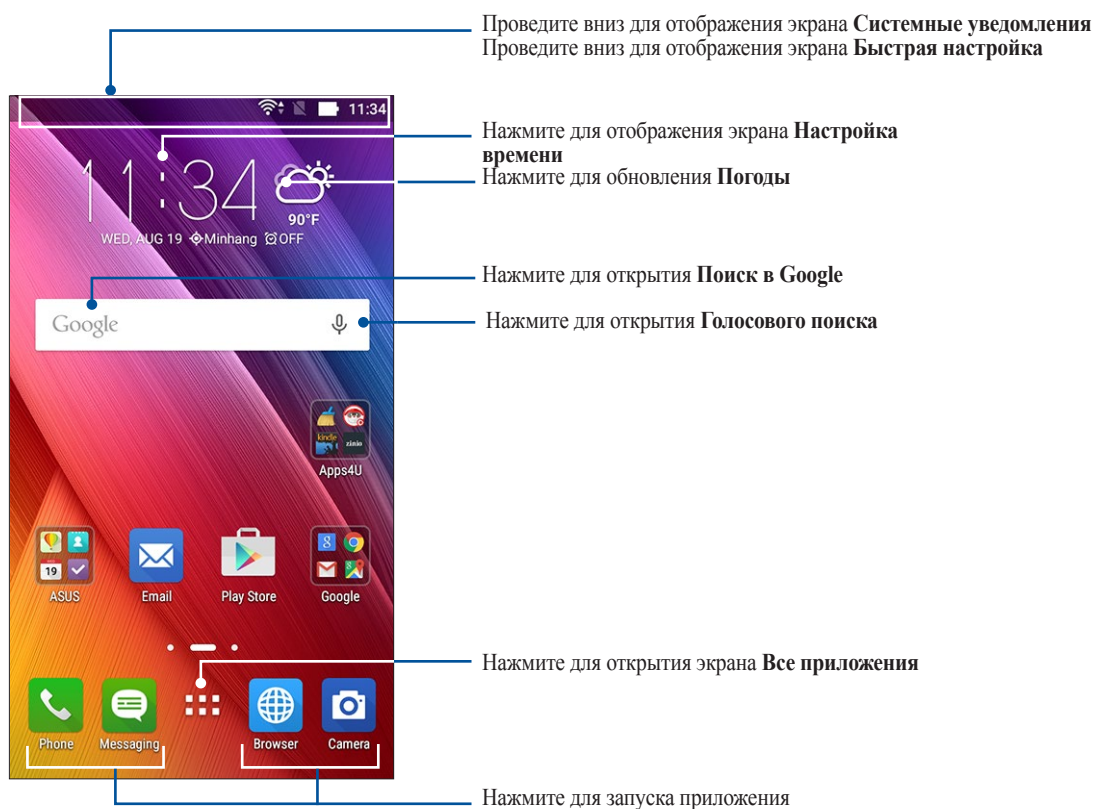 Проведите вниз для отображения экрана Системные уведомления
Проведите вниз для отображения экрана Быстрая настройка
11:34
Нажмите для отображения экрана Настройка
времени
Нажмите для обновления Погоды
11:34
90°F
WED, AUG 19 Minhang OFF
Нажмите для открытия Поиск в Google
Google
Нажмите для открытия Голосового поиска
kindle
zinio
Apps4U
8
19
ASUS
Email
Play Store
Google
Нажмите для открытия экрана Все приложения
Phone
Messaging
Browser
Camera
Нажмите для запуска приложения